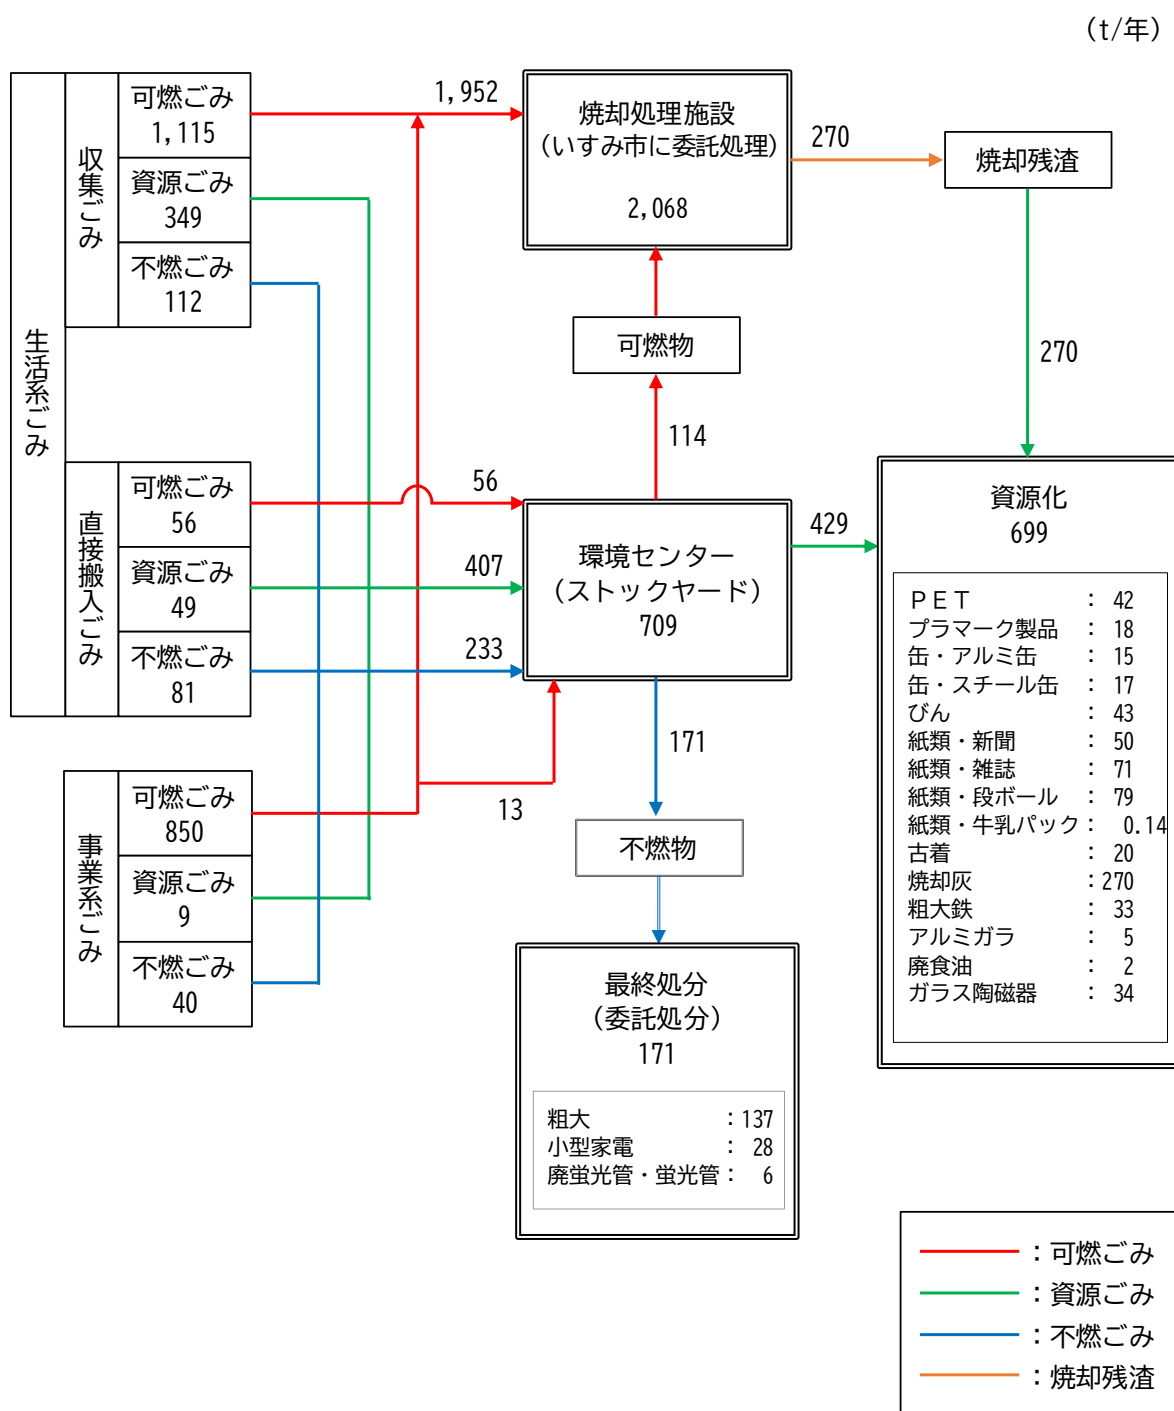 （t/年）
生活系ごみ
収集ごみ
可燃ごみ
1,115
資源ごみ
349
不燃ごみ
112
直接搬入ごみ
可燃ごみ
56
資源ごみ
49
不燃ごみ
81
事業系ごみ
可燃ごみ
850
資源ごみ
9
不燃ごみ
40
1,952
焼却処理施設
（いすみ市に委託処理）
2,068
270
焼却残渣
270
可燃物
114
56
407
233
13
環境センター
（ストックヤード）
709
429
171
不燃物
最終処分
（委託処分）
171
粗大　：137
小型家電　： 28
廃蛍光管・蛍光管： 6
資源化
699
ＰＥＴ　： 42
プラマーク製品　： 18
缶・アルミ缶　： 15
缶・スチール缶　： 17
びん　： 43
紙類・新聞　： 50
紙類・雑誌　： 71
紙類・段ボール　： 79
紙類・牛乳パック： 0.14
古着　： 20
焼却灰　：270
粗大鉄　： 33
アルミガラ　： 5
廃食油　： 2
ガラス陶磁器　： 34
：可燃ごみ
：資源ごみ
：不燃ごみ
：焼却残渣